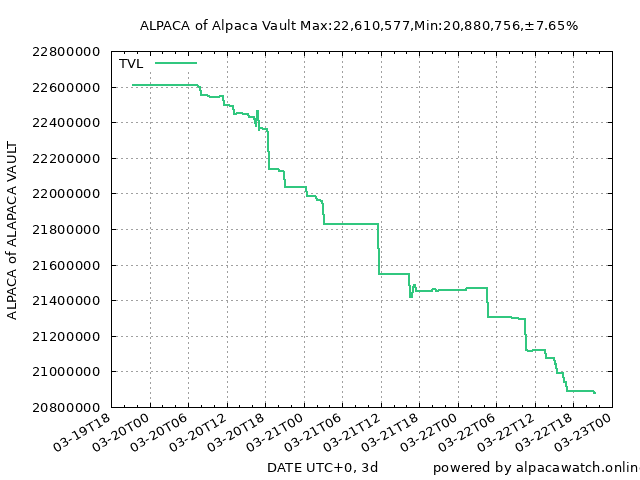 ALPACA of Alpaca Vault Max:22,610,577,Min:20,880,756,±7.65%
TVL
22800000
22600000
22400000
22200000
22000000
21800000
21600000
21400000
21200000
21000000
20800000
ALPACA of ALAPACA VAULT
03-19T18
03-20T00
03-20T06
03-20T12
03-20T18
03-21T00
03-21T06
03-21T12
03-21T18
03-22T00
03-22T06
03-22T12
03-22T18
03-23T00
DATE UTC+0, 3d
powered by alpacawatch.online